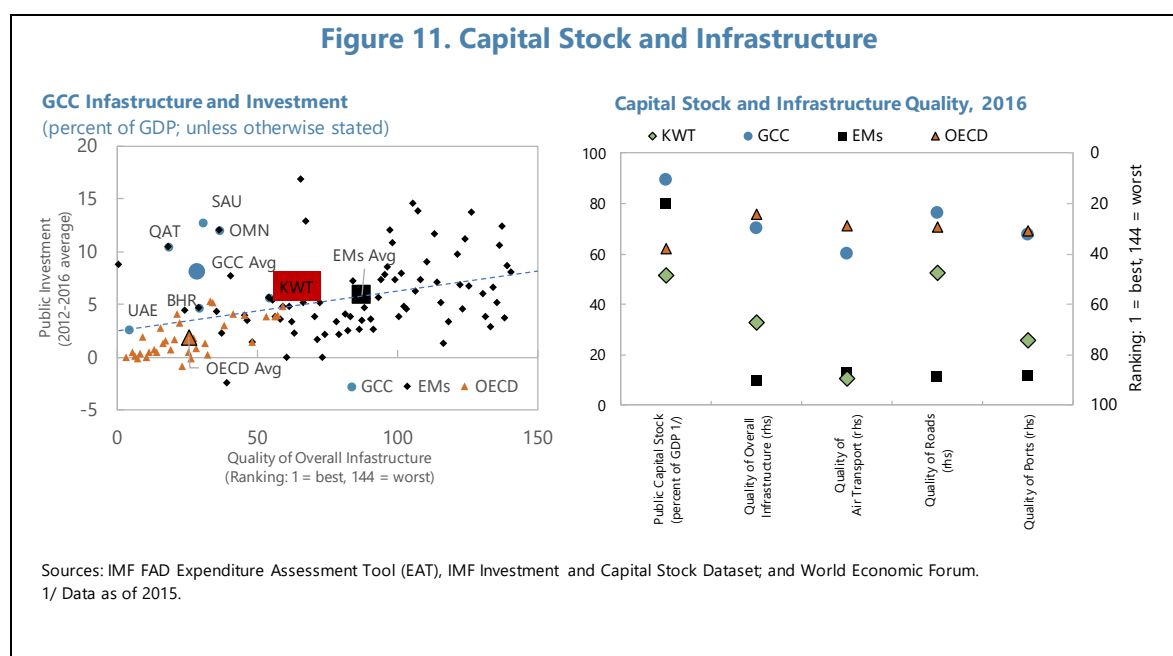 Figure 11. Capital Stock and Infrastructure
GCC Infastructure and Investment
(percent of GDP; unless otherwise stated)
20
15
10
5
0
-5
0
50
100
150
Public Investment
(2012-2016 average)
SAU
OMN
QAT
GCC Avg
EMs Avg
KWT
BHR
UAE
OECD Avg
GCC
EMs
OECD
Quality of Overall Infastructure
(Ranking: 1 = best, 144 = worst)
Capital Stock and Infrastructure Quality, 2016
KWT
GCC
EMs
OECD
100
80
60
40
20
0
0
20
40
60
80
100
Ranking: 1 = best, 144 = worst
Public Capital Stock
(percent of GDP 1/)
Quality of Overall
Infrastructure (rhs)
Quality of
Air Transport (rhs)
Quality of Roads
(rhs)
Quality of Ports (rhs)
Sources: IMF FAD Expenditure Assessment Tool (EAT), IMF Investment and Capital Stock Dataset; and World Economic Forum.
1/ Data as of 2015.